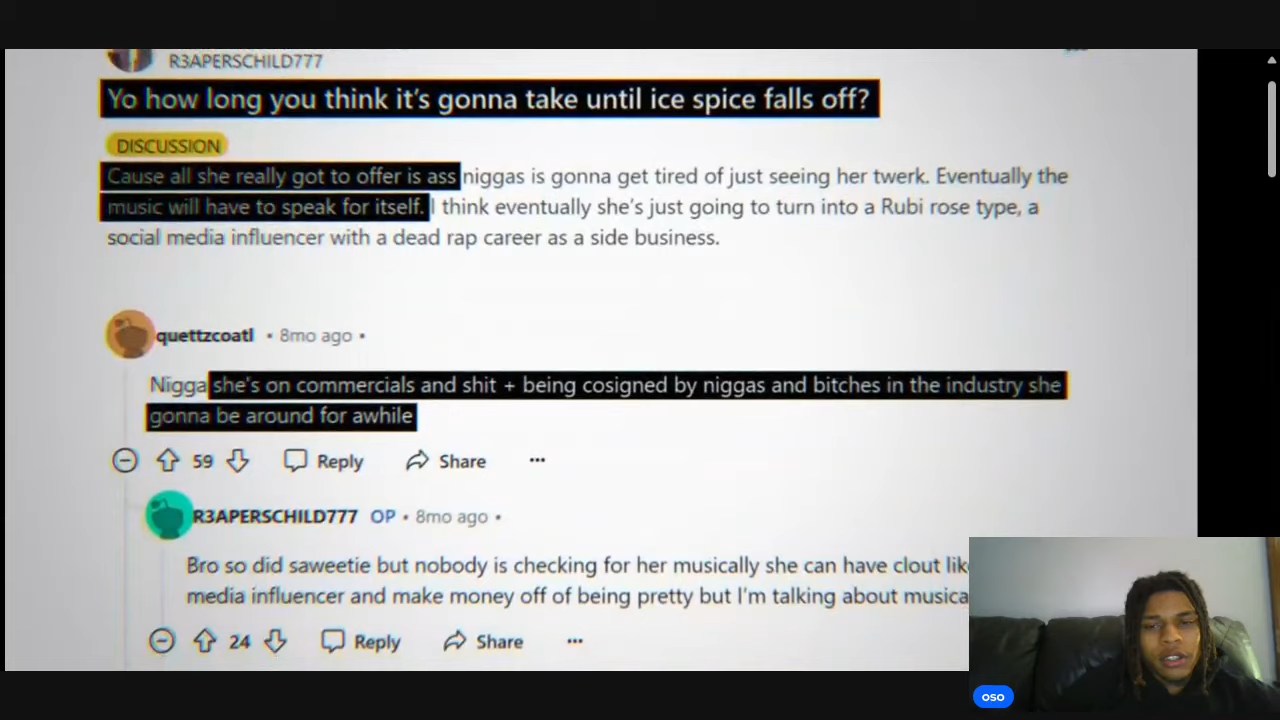 R3APERSCHILD777
Yo how long you think it's gonna take until ice spice falls off?
DISCUSSION
Cause all she really got to offer is ass niggas is gonna get tired of just seeing her twerk. Eventually the
music will have to speak for itself. I think eventually she's just going to turn into a Rubi rose type, a
social media influencer with a dead rap career as a side business.
quettzcoatl • 8mo ago •
Nigga she's on commercials and shit + being cosigned by niggas and bitches in the industry she
gonna be around for awhile
59 Reply Share ...
R3APERSCHILD777 OP • 8mo ago •
Bro so did saweetie but nobody is checking for her musically she can have clout lik
media influencer and make money off of being pretty but I'm talking about musica
24 Reply Share ...
oso